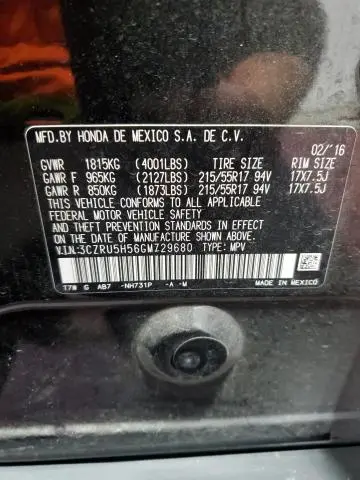 MFD.BY HONDA DE MEXICO S.A. DE C.V. 02/'16
GVWR 1815KG (4001LBS) TIRE SIZE RIM SIZE
GAWR F 965KG (2127LBS) 215/55R17 94V 17X7.5J
GAWR R 850KG (1873LBS) 215/55R17 94V 17X7.5J
THIS VEHICLE CONFORMS TO ALL APPLICABLE
FEDERAL MOTOR VEHICLE SAFETY, BUMPER,
AND THEFT PREVENTION STANDARDS IN EFFECT
ON THE DATE OF MANUFACTURE SHOWN ABOVE.
V.I.N.:3CZRU5H56GM729680 TYPE: MPV
T7W G AB7 -NH731P -A -M MADE IN MEXICO